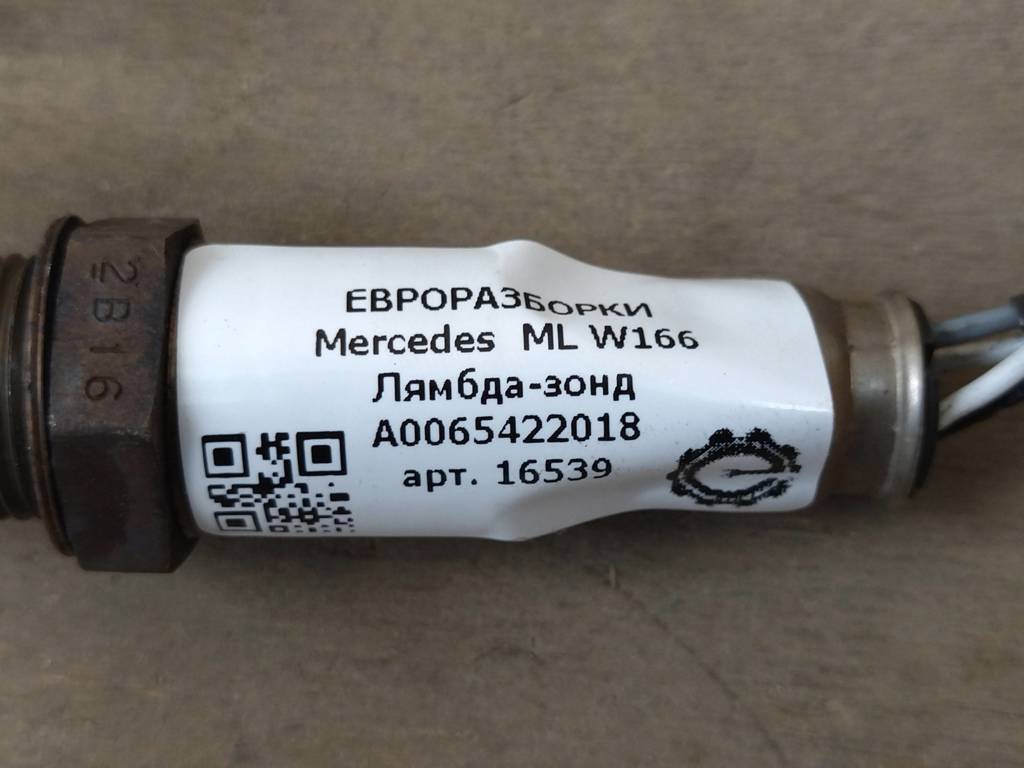 2B16
ЕВРОРАЗБОРКИ
Mercedes ML W166
Лямбда-зонд
A0065422018
арт. 16539